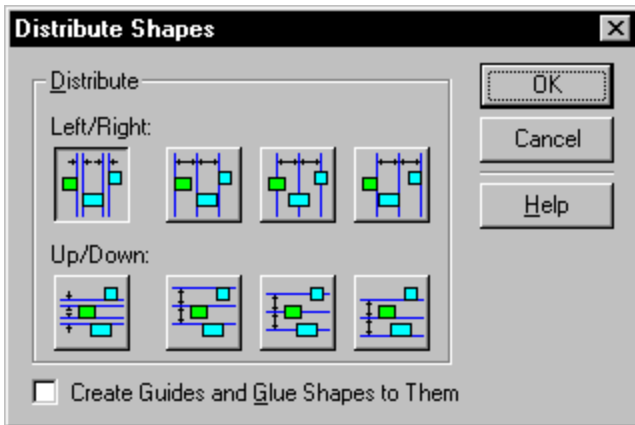 Distribute Shapes
Distribute
Left/Right:
Up/Down:
Create Guides and Glue Shapes to Them
OK
Cancel
Help